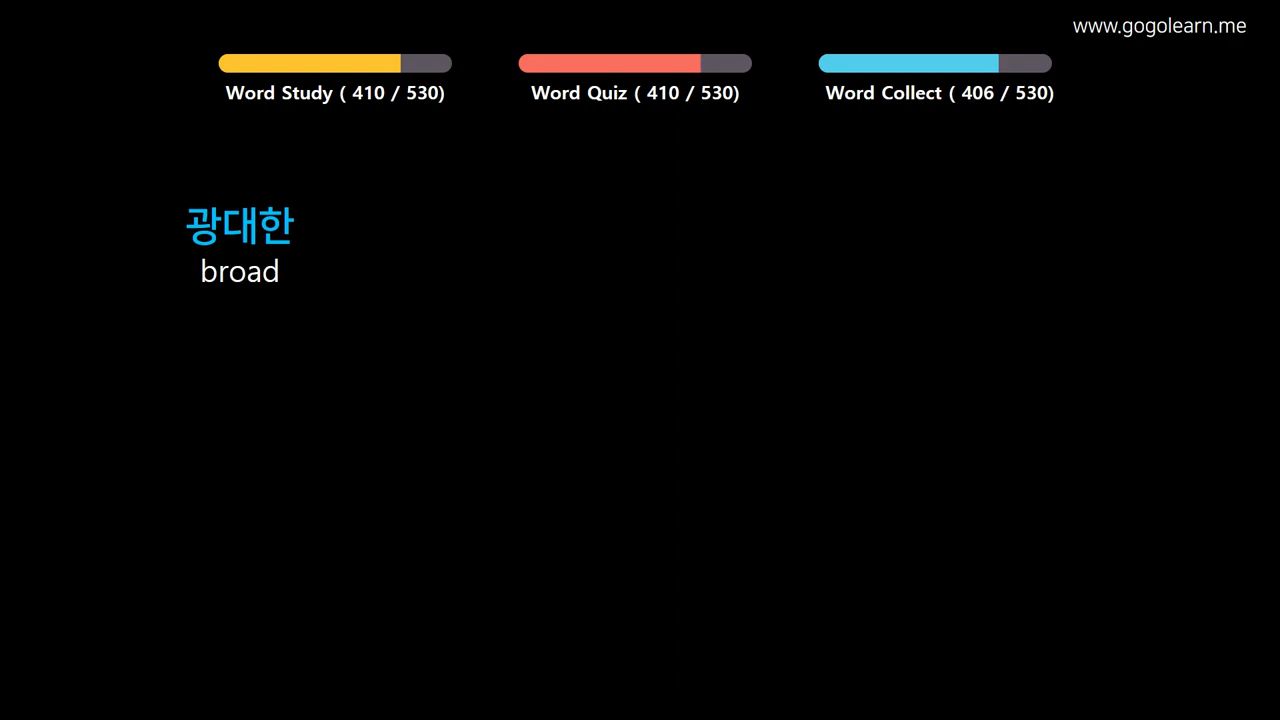 www.gogolearn.me
Word Study ( 410 / 530)
Word Quiz ( 410 / 530)
Word Collect ( 406 / 530)
광대한
broad